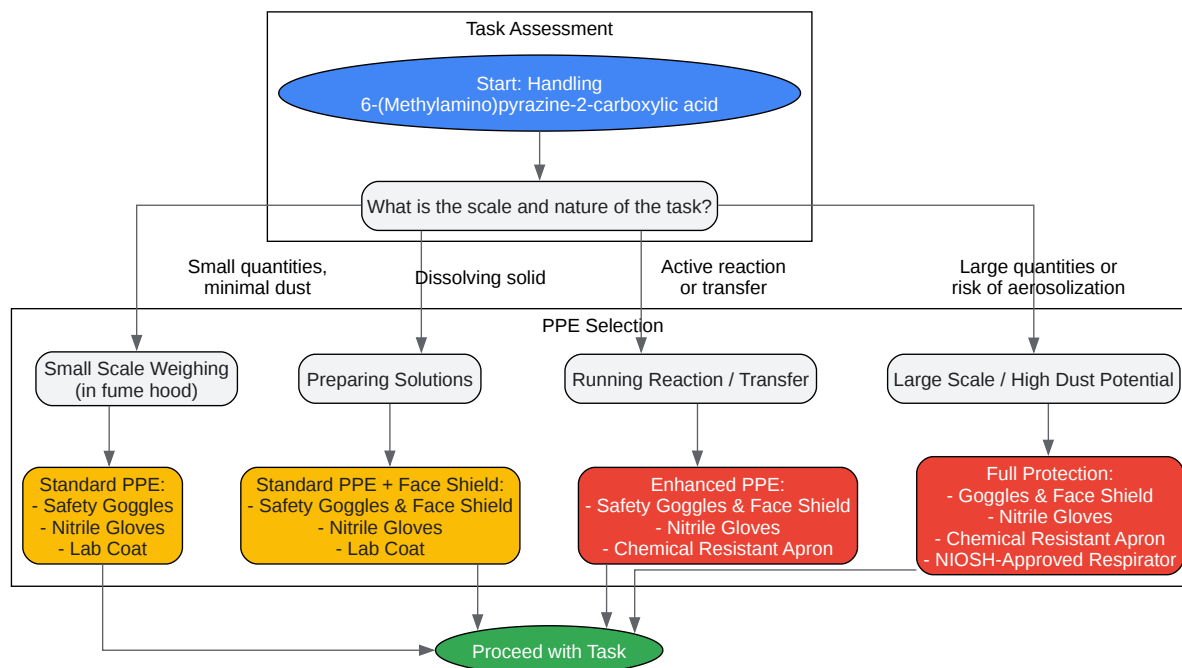 Task Assessment
Start: Handling
6-(Methylamino)pyrazine-2-carboxylic acid
What is the scale and nature of the task?
Small quantities,
minimal dust
Dissolving solid
Active reaction
or transfer
Large quantities or
risk of aerosolization
PPE Selection
Small Scale Weighing
(in fume hood)
Preparing Solutions
Running Reaction / Transfer
Large Scale / High Dust Potential
Standard PPE:
- Safety Goggles
- Nitrile Gloves
- Lab Coat
Standard PPE + Face Shield:
- Safety Goggles & Face Shield
- Nitrile Gloves
- Lab Coat
Enhanced PPE:
- Safety Goggles & Face Shield
- Nitrile Gloves
- Chemical Resistant Apron
Full Protection:
- Goggles & Face Shield
- Nitrile Gloves
- Chemical Resistant Apron
- NIOSH-Approved Respirator
Proceed with Task